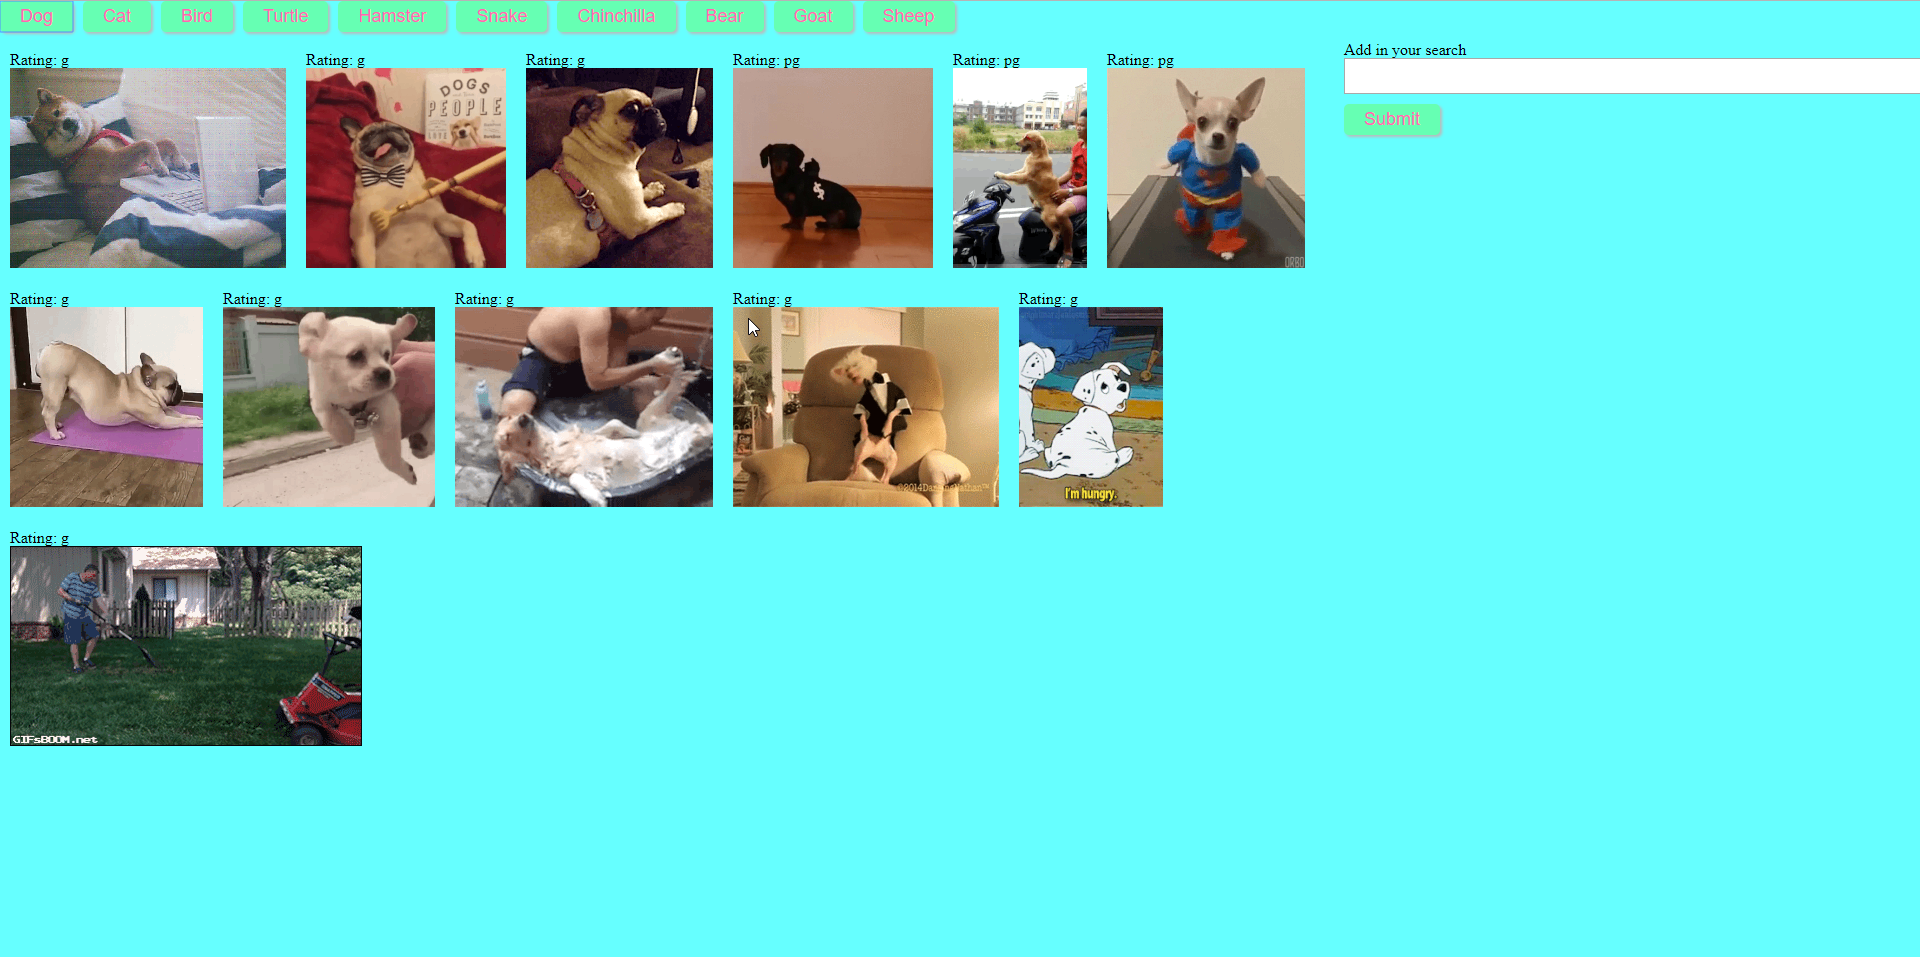 Dog Cat Bird Turtle Hamster Snake Chinchilla Bear Goat Sheep
Add in your search
Submit
Rating: g Rating: g Rating: g Rating: pg Rating: pg Rating: pg
DOGS
PEOPLE
$
ORBO
Rating: g Rating: g Rating: g Rating: g Rating: g
I'm hungry.
Rating: g
GIFsBOOM.net